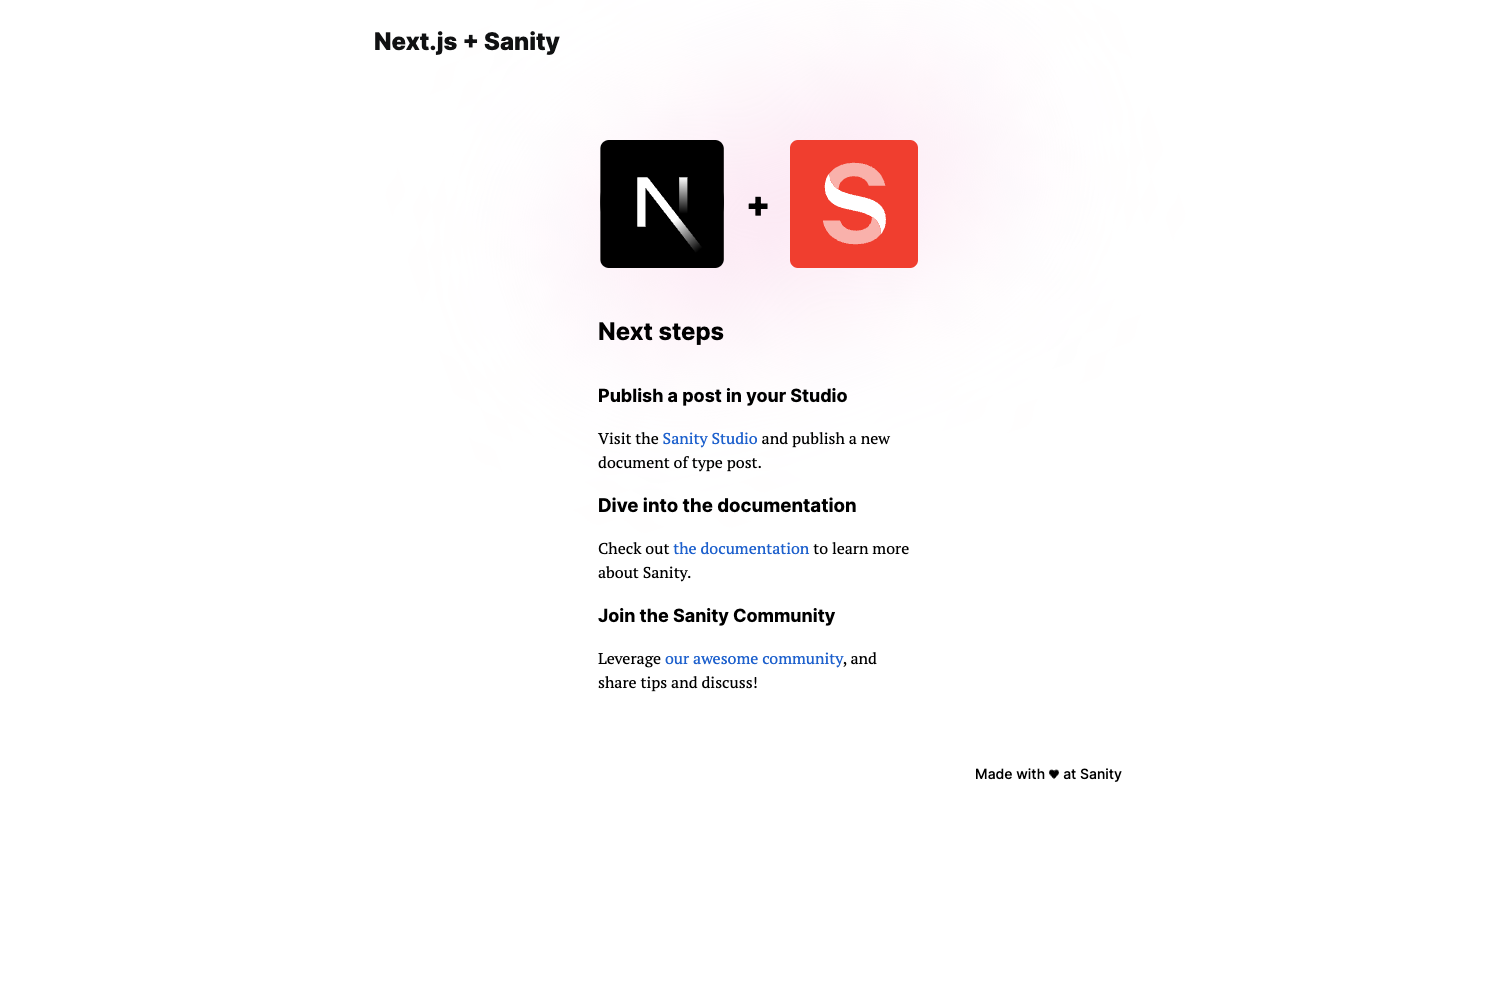 Next.js + Sanity
N + S
Next steps
Publish a post in your Studio
Visit the Sanity Studio and publish a new
document of type post.
Dive into the documentation
Check out the documentation to learn more
about Sanity.
Join the Sanity Community
Leverage our awesome community, and
share tips and discuss!
Made with ♥ at Sanity